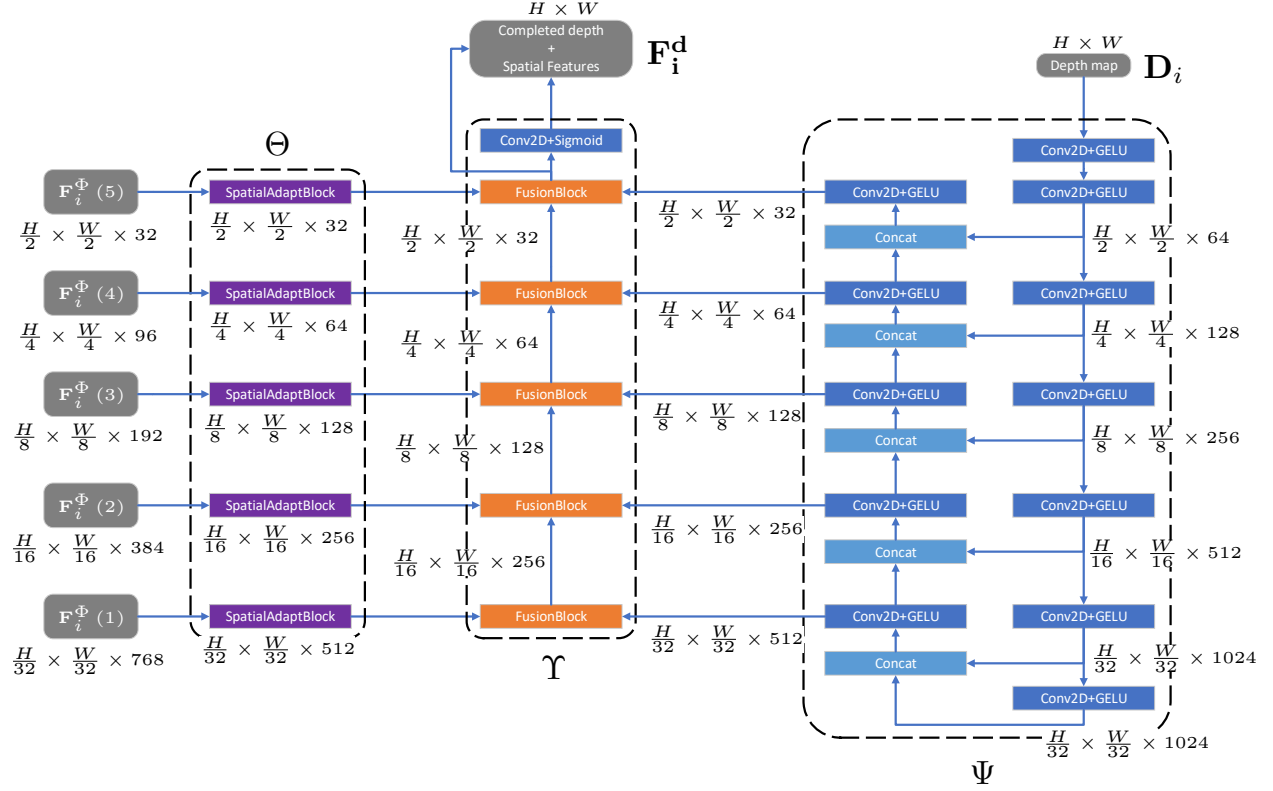 H × W
Completed depth
+
Spatial Features
F_i^d
H × W
Depth map
D_i
Θ
Conv2D+Sigmoid
Conv2D+GELU
F_i^Φ (5)
SpatialAdaptBlock
FusionBlock
Conv2D+GELU
Conv2D+GELU
H/2 × W/2 × 32
H/2 × W/2 × 32
H/2 × W/2 × 32
H/2 × W/2 × 32
Concat
H/2 × W/2 × 64
F_i^Φ (4)
SpatialAdaptBlock
FusionBlock
Conv2D+GELU
Conv2D+GELU
H/4 × W/4 × 96
H/4 × W/4 × 64
H/4 × W/4 × 64
H/4 × W/4 × 64
Concat
H/4 × W/4 × 128
F_i^Φ (3)
SpatialAdaptBlock
FusionBlock
Conv2D+GELU
Conv2D+GELU
H/8 × W/8 × 192
H/8 × W/8 × 128
H/8 × W/8 × 128
H/8 × W/8 × 128
Concat
H/8 × W/8 × 256
F_i^Φ (2)
SpatialAdaptBlock
FusionBlock
Conv2D+GELU
Conv2D+GELU
H/16 × W/16 × 384
H/16 × W/16 × 256
H/16 × W/16 × 256
H/16 × W/16 × 256
Concat
H/16 × W/16 × 512
F_i^Φ (1)
SpatialAdaptBlock
FusionBlock
Conv2D+GELU
Conv2D+GELU
H/32 × W/32 × 768
H/32 × W/32 × 512
H/32 × W/32 × 512
Concat
H/32 × W/32 × 1024
Υ
Conv2D+GELU
H/32 × W/32 × 1024
Ψ